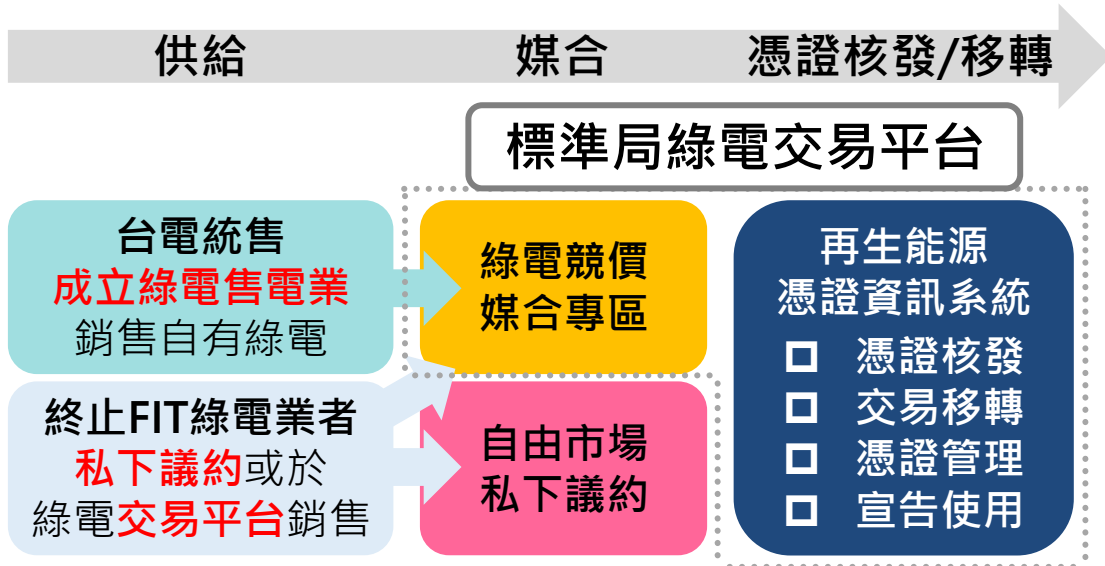 供給
媒合
憑證核發/移轉
標準局綠電交易平台
台電統售
成立綠電售電業
銷售自有綠電
終止FIT綠電業者
私下議約或於
綠電交易平台銷售
綠電競價
媒合專區
自由市場
私下議約
再生能源
憑證資訊系統
憑證核發
交易移轉
憑證管理
宣告使用